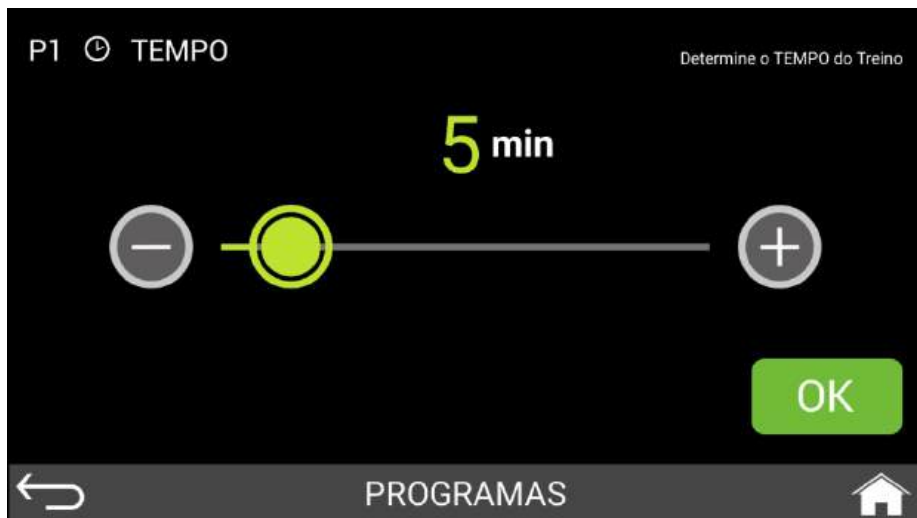 P1 TEMPO
Determine o TEMPO do Treino
5 min
OK
PROGRAMAS